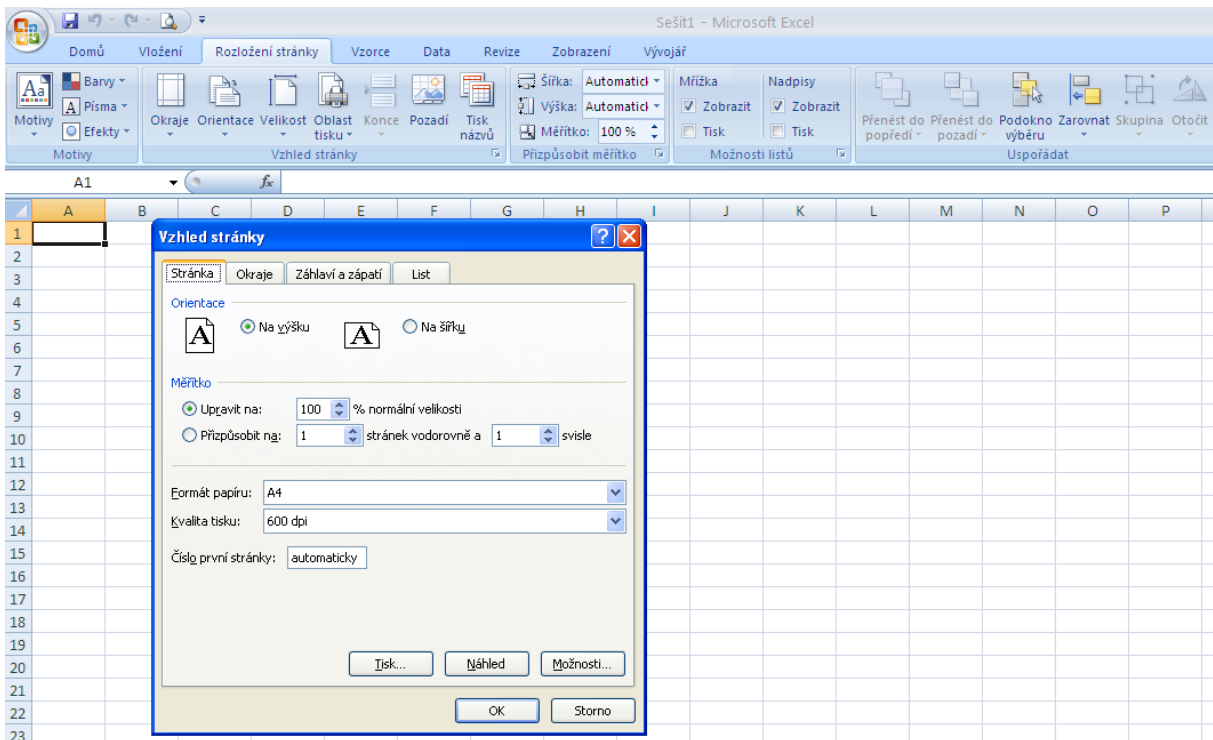 Sešit1 - Microsoft Excel
Domů Vložení Rozložení stránky Vzorce Data Revize Zobrazení Vývojář
Motivy
Barvy
Písma
Efekty
Motivy
Okraje Orientace Velikost Oblast tisku Konce Pozadí Tisk názvů
Vzhled stránky
Šířka: Automatick
Výška: Automatick
Měřítko: 100 %
Přizpůsobit měřítko
Mřížka Nadpisy
Zobrazit Zobrazit
Tisk Tisk
Možnosti listů
Přenést do popředí Přenést do pozadí Podokno výběru Zarovnat Skupina Otočit
Uspořádat
A1 fx
A B C D E F G H I J K L M N O P
1
2
3
4
5
6
7
8
9
10
11
12
13
14
15
16
17
18
19
20
21
22
23
Vzhled stránky
Stránka Okraje Záhlaví a zápatí List
Orientace
A Na výšku A Na šířku
Měřítko
Upravit na: 100 % normální velikosti
Přizpůsobit na: 1 stránek vodorovně a 1 svisle
Formát papíru: A4
Kvalita tisku: 600 dpi
Číslo první stránky: automaticky
Tisk... Náhled Možnosti...
OK Storno